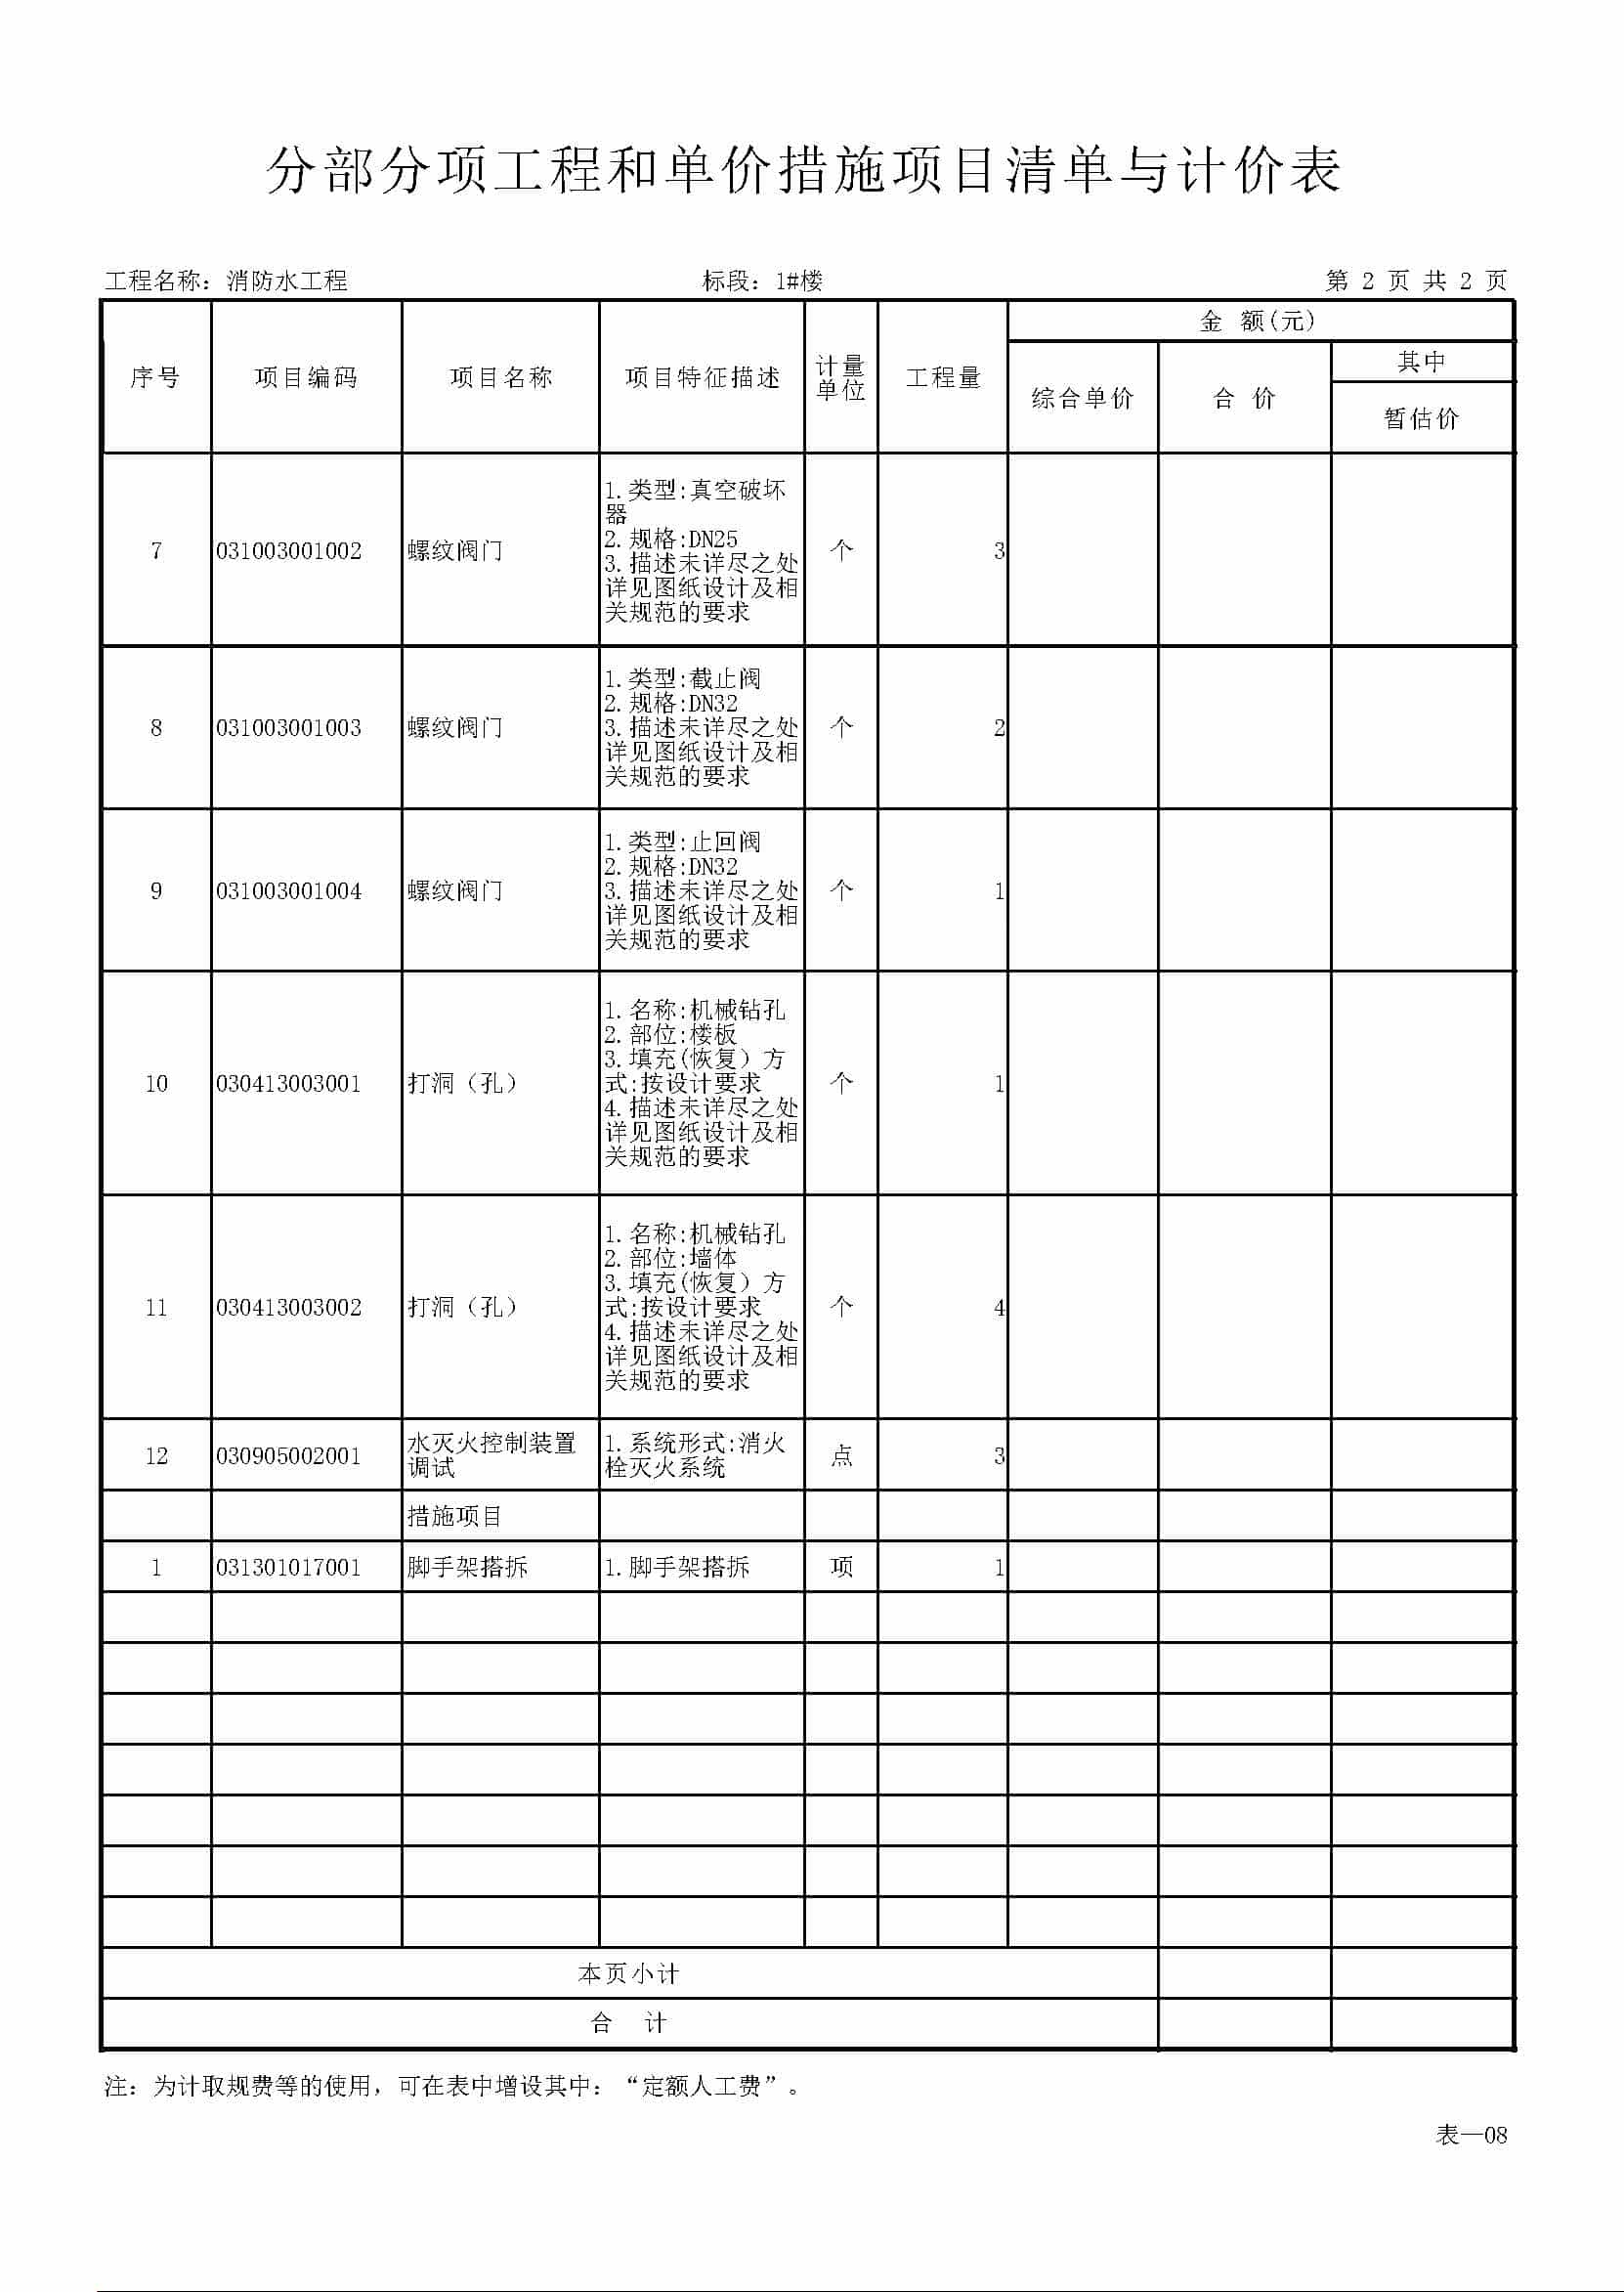 分部分项工程和单价措施项目清单与计价表
工程名称：消防水工程 标段：1#楼 第 2 页 共 2 页
序号 项目编码 项目名称 项目特征描述 计量单位 工程量 金 额(元)
综合单价 合 价 其中
暂估价
7 031003001002 螺纹阀门 个 3
1.类型:真空破坏
器
2.规格:DN25
3.描述未详尽之处
详见图纸设计及相
关规范的要求
8 031003001003 螺纹阀门 个 2
1.类型:截止阀
2.规格:DN32
3.描述未详尽之处
详见图纸设计及相
关规范的要求
9 031003001004 螺纹阀门 个 1
1.类型:止回阀
2.规格:DN32
3.描述未详尽之处
详见图纸设计及相
关规范的要求
10 030413003001 打洞（孔） 个 1
1.名称:机械钻孔
2.部位:楼板
3.填充(恢复）方
式:按设计要求
4.描述未详尽之处
详见图纸设计及相
关规范的要求
11 030413003002 打洞（孔） 个 4
1.名称:机械钻孔
2.部位:墙体
3.填充(恢复）方
式:按设计要求
4.描述未详尽之处
详见图纸设计及相
关规范的要求
12 030905002001 水灭火控制装置
调试
1.系统形式:消火
栓灭火系统
点 3
措施项目
1 031301017001 脚手架搭拆 1.脚手架搭拆 项 1
本页小计
合 计
注：为计取规费等的使用，可在表中增设其中：“定额人工费”。
表—08